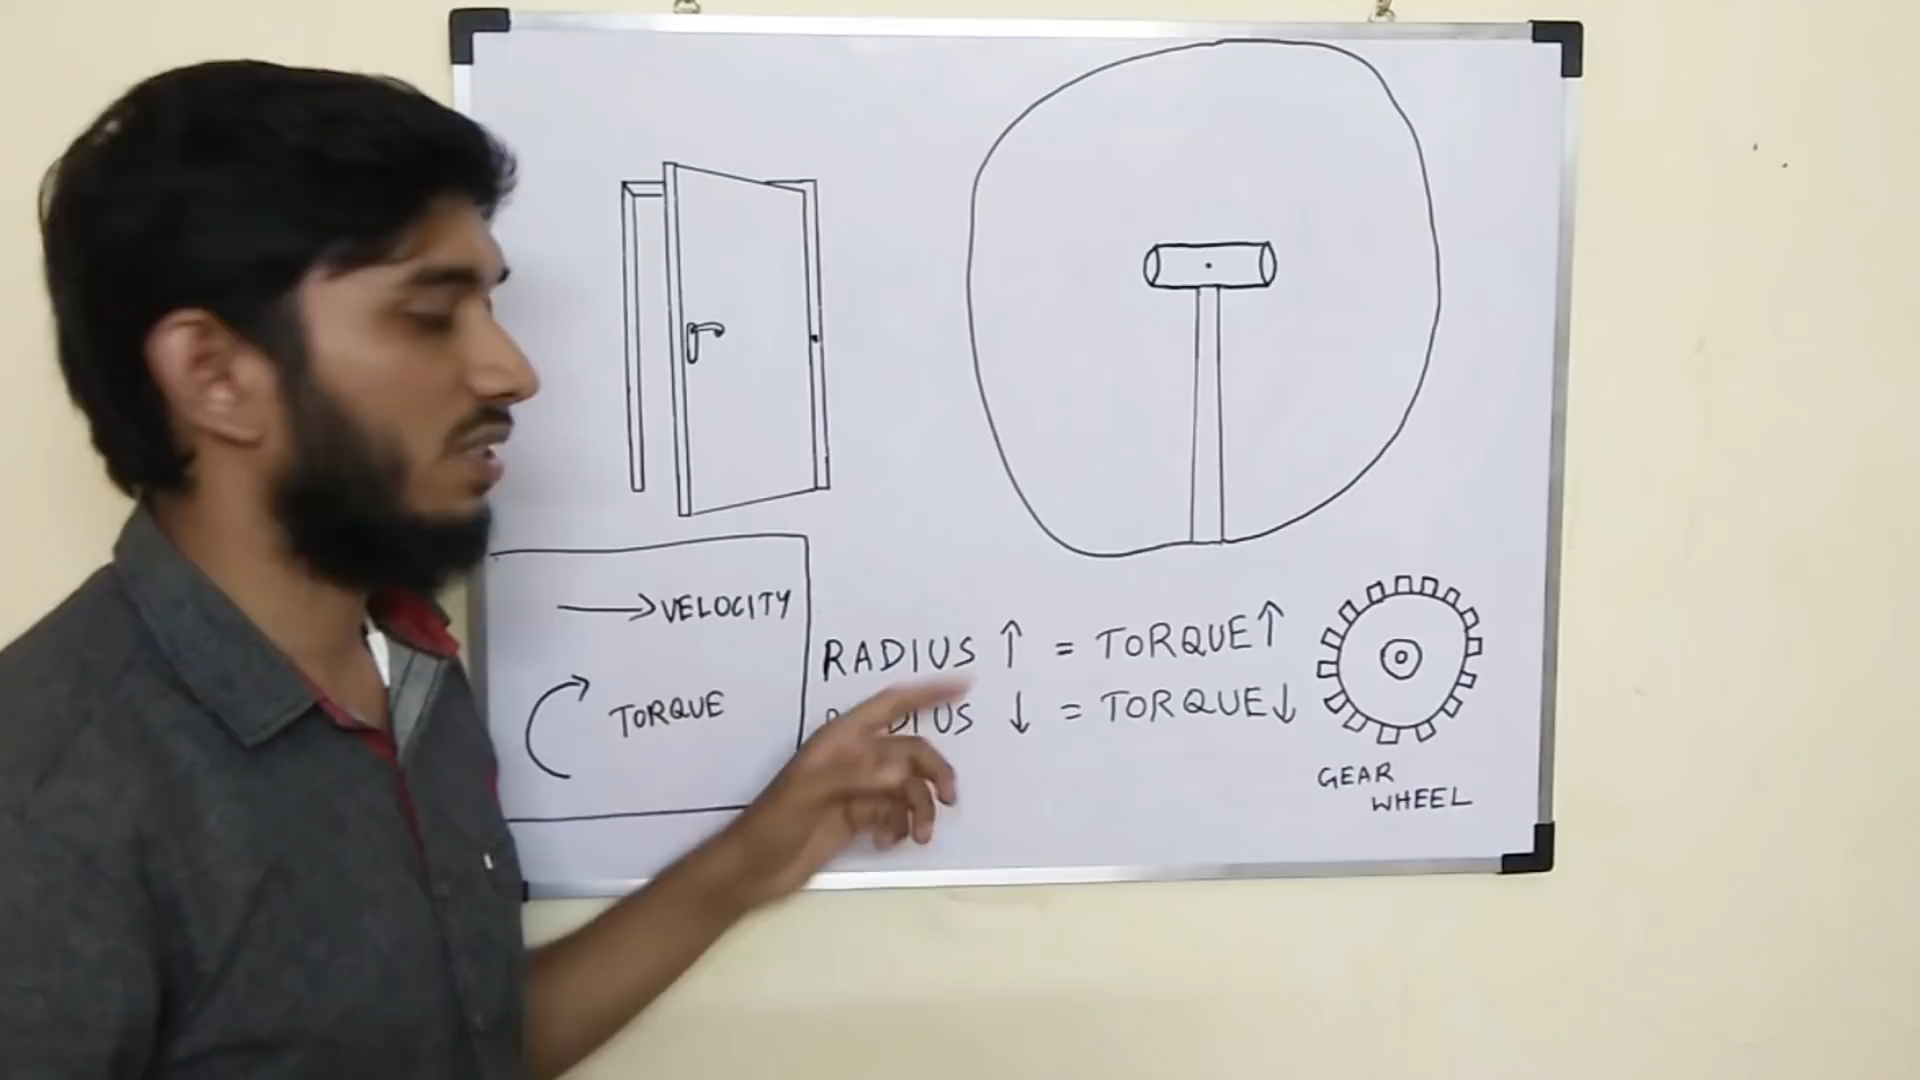 VELOCITY
TORQUE
RADIUS ↑ = TORQUE↑
↓ = TORQUE↓
GEAR
WHEEL